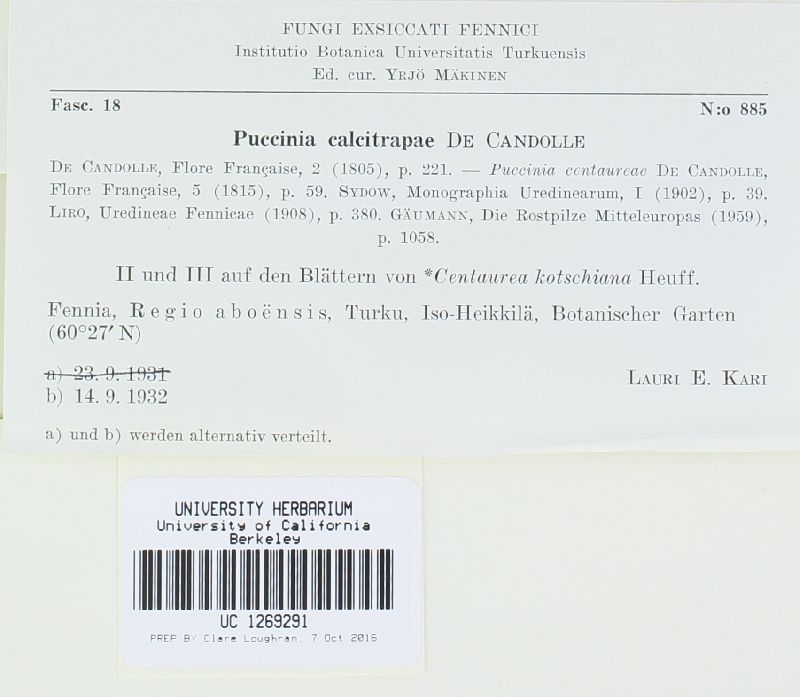 FUNGI EXSICCATI FENNICI
Institutio Botanica Universitatis Turkuensis
Ed. cur. YRJÖ MÄKINEN
Fasc. 18 N:o 885
Puccinia calcitrapae DE CANDOLLE
DE CANDOLLE, Flore Française, 2 (1805), p. 221. — Puccinia centaureae DE CANDOLLE,
Flore Française, 5 (1815), p. 59. SYDOW, Monographia Uredinearum, I (1902), p. 39.
LIRO, Uredineae Fennicae (1908), p. 380. GÄUMANN, Die Rostpilze Mitteleuropas (1959),
p. 1058.
II und III auf den Blättern von *Centaurea kotschiana Heuff.
Fennia, Regio aboënsis, Turku, Iso-Heikkilä, Botanischer Garten
(60°27′ N)
a) 23. 9. 1931 LAURI E. KARI
b) 14. 9. 1932
a) und b) werden alternativ verteilt.
UNIVERSITY HERBARIUM
University of California
Berkeley
UC 1269291
PREP BY Clare Loughran, 7 Oct 2016